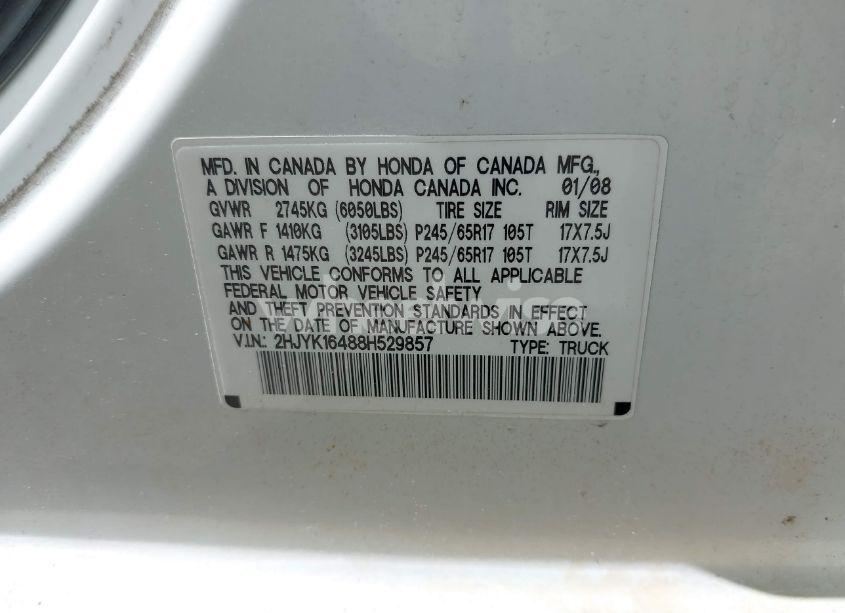 MFD. IN CANADA BY HONDA OF CANADA MFG.,
A DIVISION OF HONDA CANADA INC. 01/08
GVWR 2745KG (6050LBS) TIRE SIZE RIM SIZE
GAWR F 1410KG (3105LBS) P245/65R17 105T 17X7.5J
GAWR R 1475KG (3245LBS) P245/65R17 105T 17X7.5J
THIS VEHICLE CONFORMS TO ALL APPLICABLE
FEDERAL MOTOR VEHICLE SAFETY
AND THEFT PREVENTION STANDARDS IN EFFECT
ON THE DATE OF MANUFACTURE SHOWN ABOVE.
V.I.N.: 2HJYK16488H529857 TYPE: TRUCK